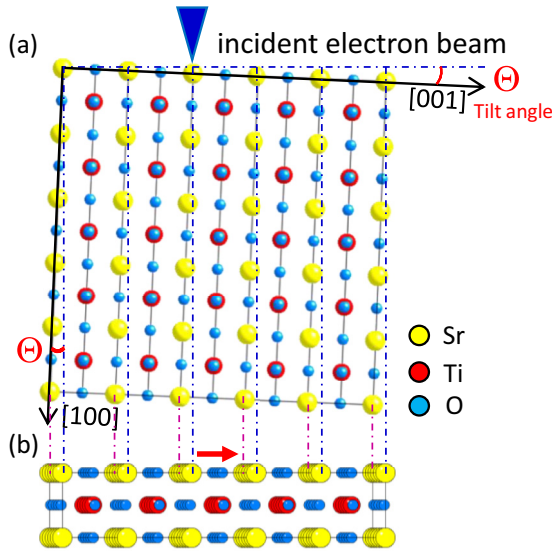 (a)
incident electron beam
Θ
[001]
Tilt angle
Θ
[100]
Sr
Ti
O
(b)